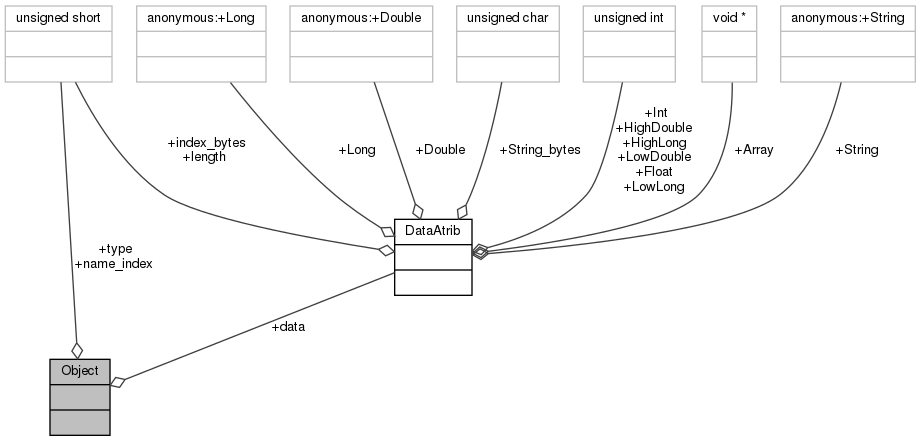 unsigned short
anonymous:+Long
anonymous:+Double
unsigned char
unsigned int
void *
anonymous:+String
+index_bytes
+length
+Long
+Double
+String_bytes
+Int
+HighDouble
+HighLong
+LowDouble
+Float
+LowLong
+Array
+String
DataAtrib
+type
+name_index
+data
Object